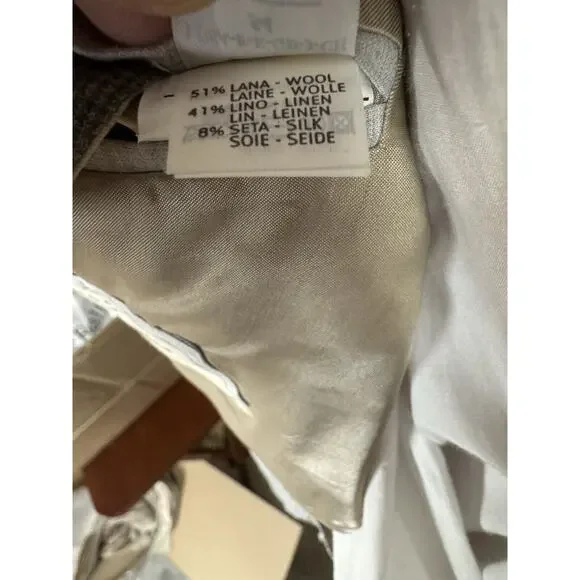 51% LANA - WOOL
LAINE - WOLLE
41% LINO - LINEN
LIN - LEINEN
8% SETA - SILK
SOIE - SEIDE